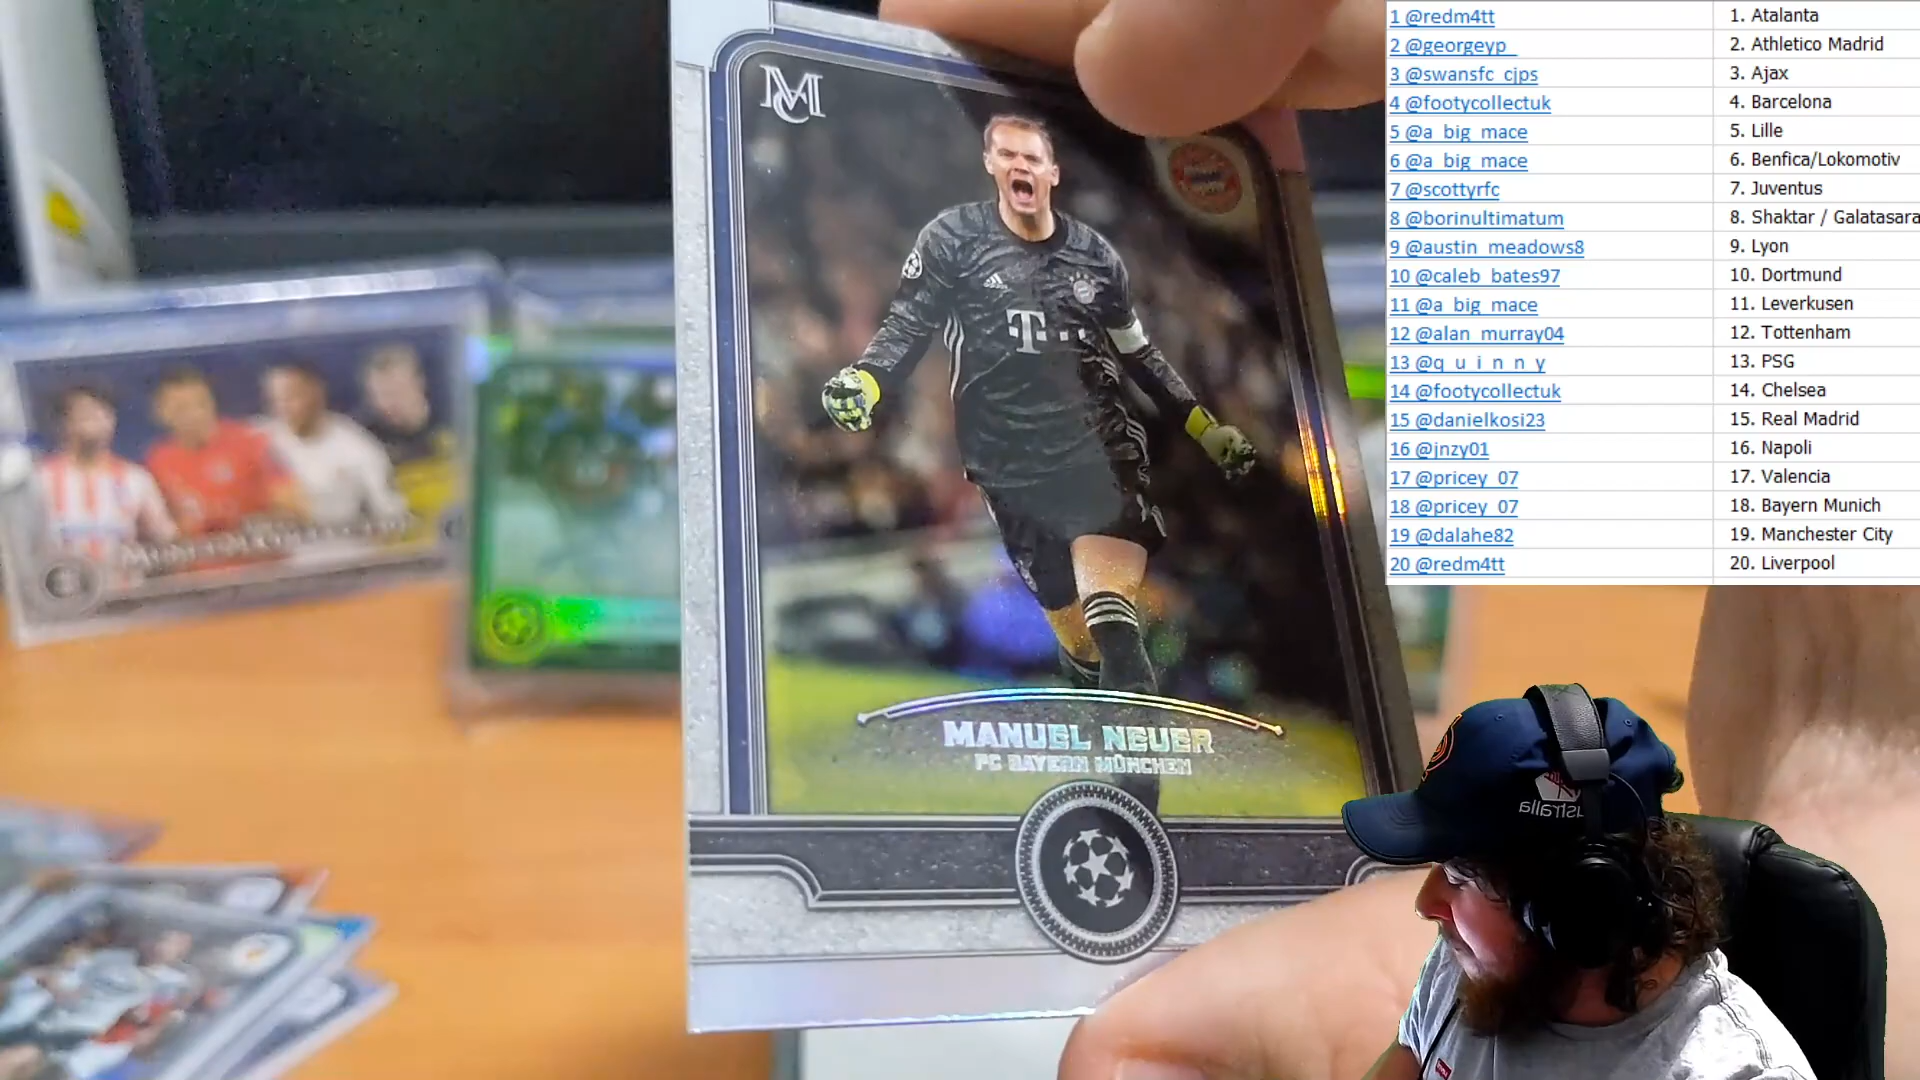 MC
T
MANUEL NEUER
FC BAYERN MÜNCHEN
1 @redm4tt 1. Atalanta
2 @georgeyp_ 2. Athletico Madrid
3 @swansfc_cjps 3. Ajax
4 @footycollectuk 4. Barcelona
5 @a_big_mace 5. Lille
6 @a_big_mace 6. Benfica/Lokomotiv
7 @scottyrfc 7. Juventus
8 @borinultimatum 8. Shaktar / Galatasara
9 @austin_meadows8 9. Lyon
10 @caleb_bates97 10. Dortmund
11 @a_big_mace 11. Leverkusen
12 @alan_murray04 12. Tottenham
13 @q_u_i_n_n_y 13. PSG
14 @footycollectuk 14. Chelsea
15 @danielkosi23 15. Real Madrid
16 @jnzy01 16. Napoli
17 @pricey_07 17. Valencia
18 @pricey_07 18. Bayern Munich
19 @dalahe82 19. Manchester City
20 @redm4tt 20. Liverpool